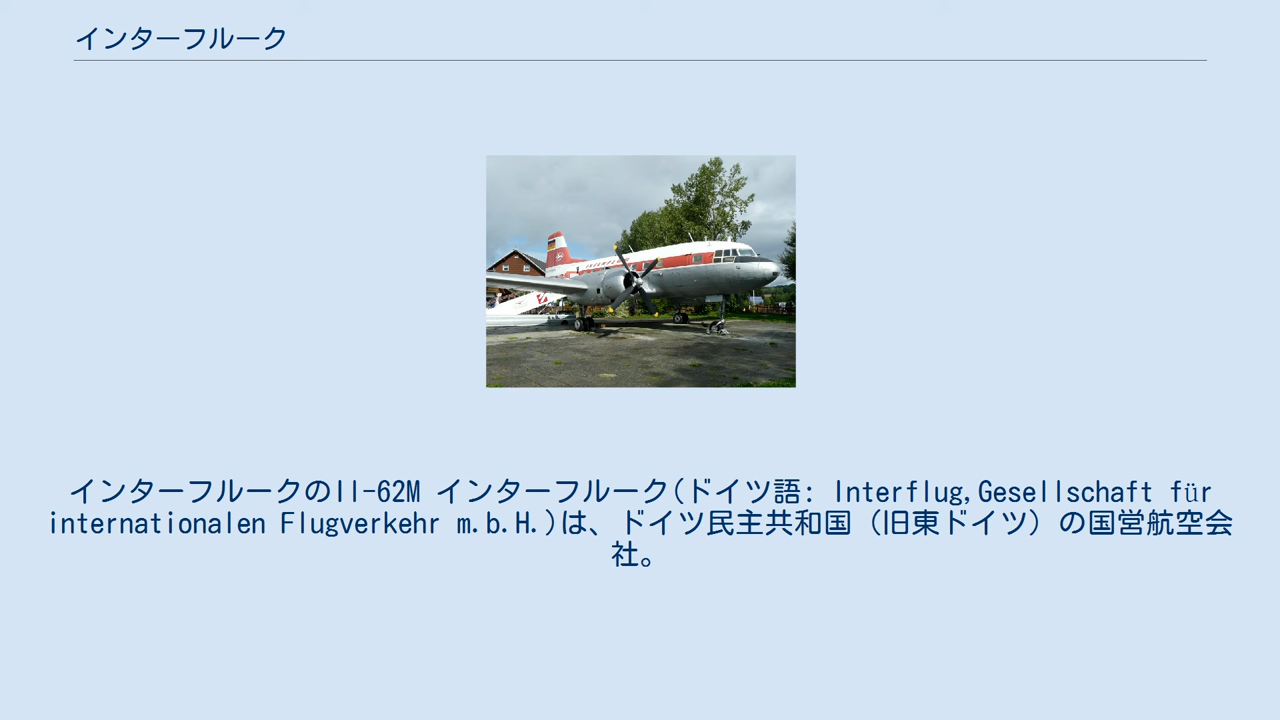 インターフルーク
インターフルークのIl-62M インターフルーク(ドイツ語: Interflug,Gesellschaft für
internationalen Flugverkehr m.b.H.)は、ドイツ民主共和国（旧東ドイツ）の国営航空会
社。